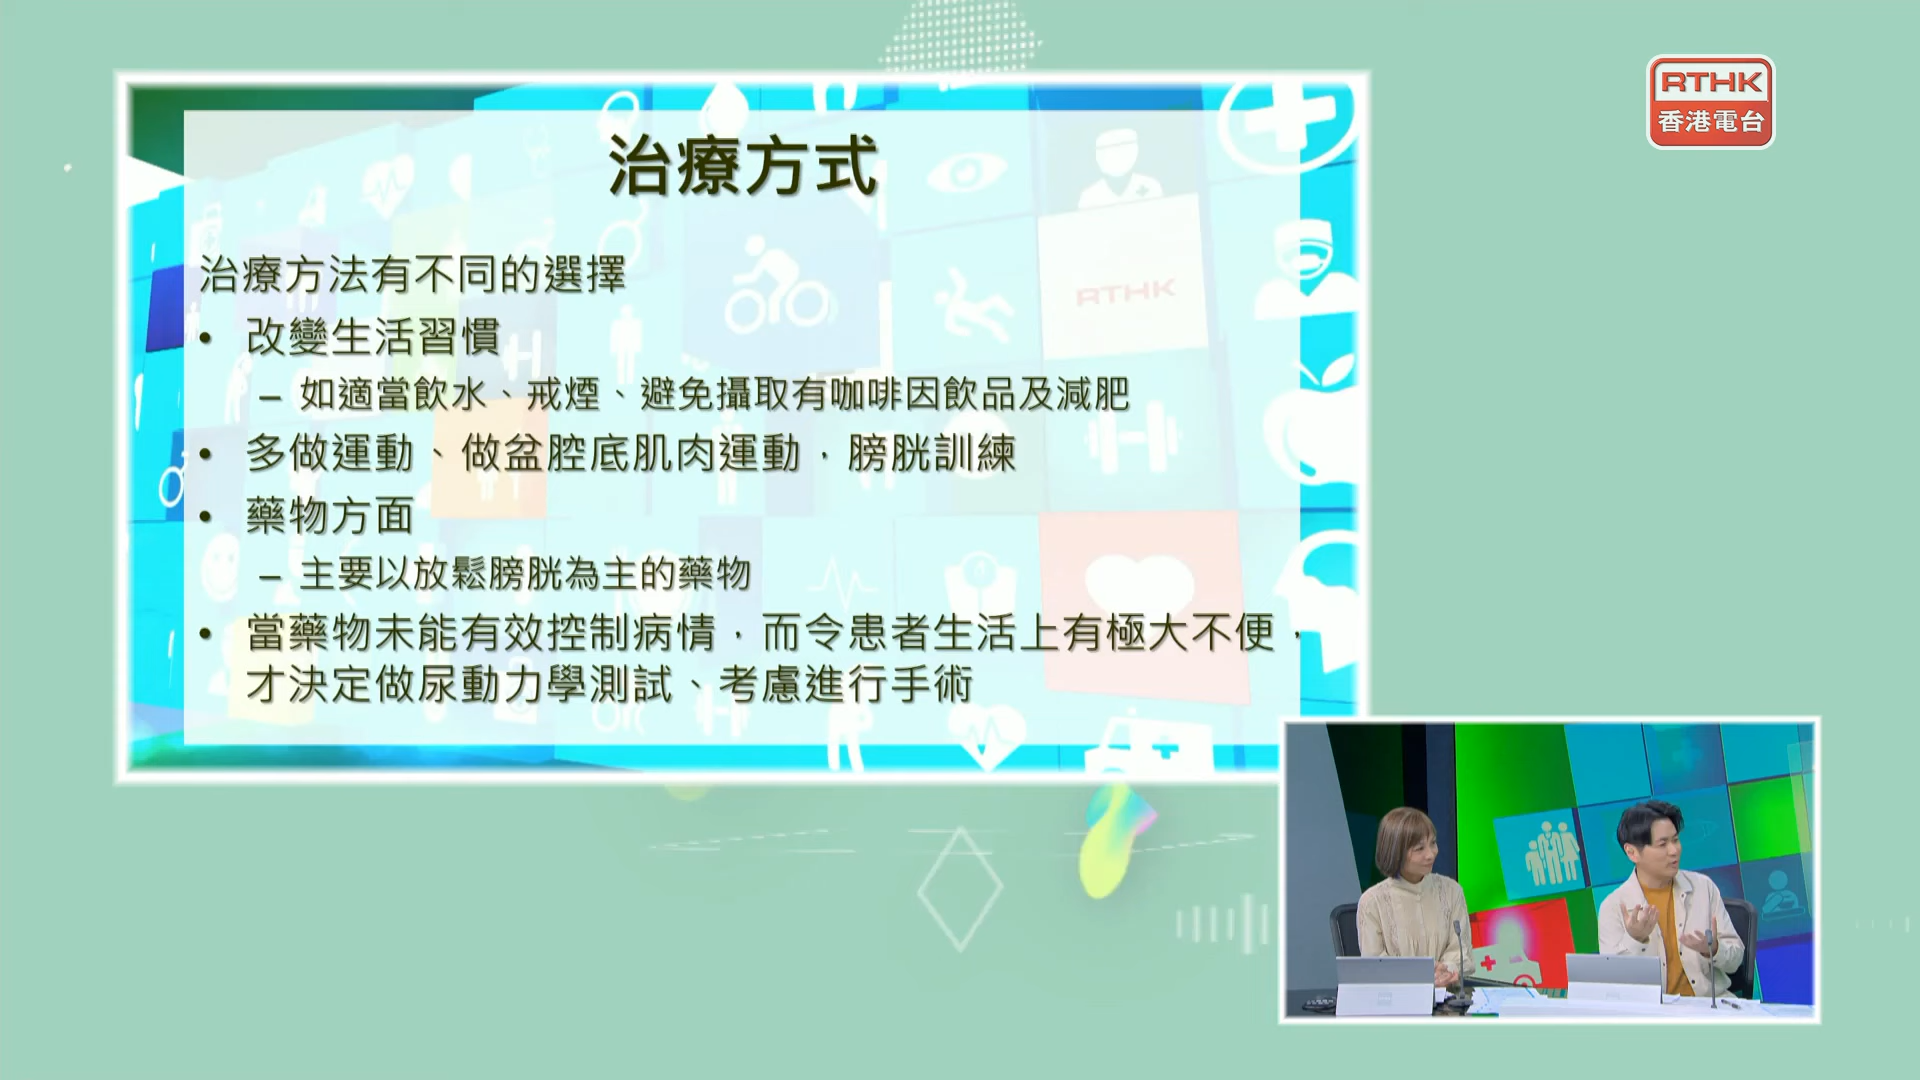 RTHK
香港電台
治療方式
治療方法有不同的選擇
• 改變生活習慣
– 如適當飲水、戒煙、避免攝取有咖啡因飲品及減肥
• 多做運動、做盆腔底肌肉運動，膀胱訓練
• 藥物方面
– 主要以放鬆膀胱為主的藥物
• 當藥物未能有效控制病情，而令患者生活上有極大不便，
才決定做尿動力學測試、考慮進行手術
RTHK